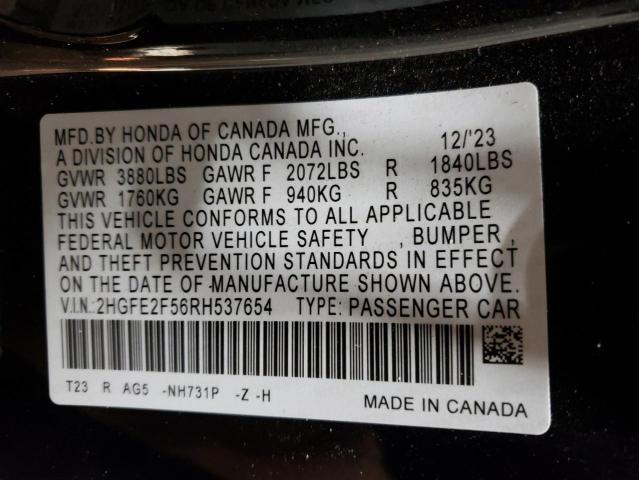 MFD.BY HONDA OF CANADA MFG., 12/'23
A DIVISION OF HONDA CANADA INC.
GVWR 3880LBS GAWR F 2072LBS R 1840LBS
GVWR 1760KG GAWR F 940KG R 835KG
THIS VEHICLE CONFORMS TO ALL APPLICABLE
FEDERAL MOTOR VEHICLE SAFETY , BUMPER ,
AND THEFT PREVENTION STANDARDS IN EFFECT
ON THE DATE OF MANUFACTURE SHOWN ABOVE.
V.I.N.:2HGFE2F56RH537654 TYPE: PASSENGER CAR
T23 R AG5 -NH731P -Z -H
MADE IN CANADA